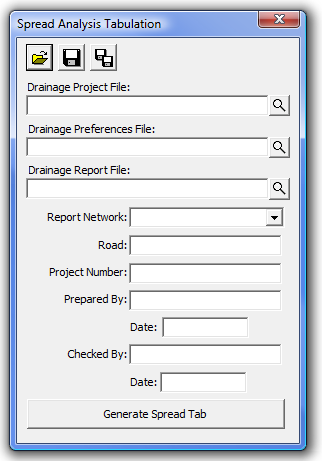 Spread Analysis Tabulation
Drainage Project File:
Drainage Preferences File:
Drainage Report File:
Report Network:
Road:
Project Number:
Prepared By:
Date:
Checked By:
Date:
Generate Spread Tab